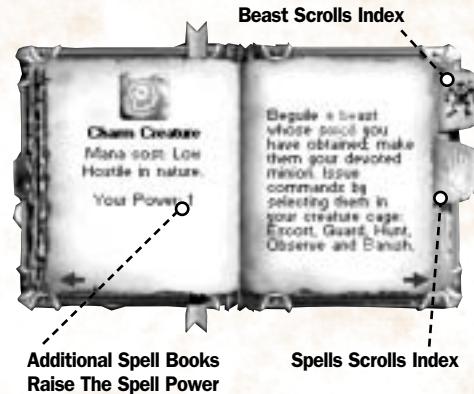 Beast Scrolls Index
Charm Creature
Mana cost: Low
Hostile in nature.
Your Power: 1
Beguile a beast
whose scroll you
have obtained, make
them your devoted
minion. Issue
commands by
selecting them in
your creature cage:
Escort, Guard, Hunt,
Observe and Banish.
Additional Spell Books
Raise The Spell Power
Spells Scrolls Index